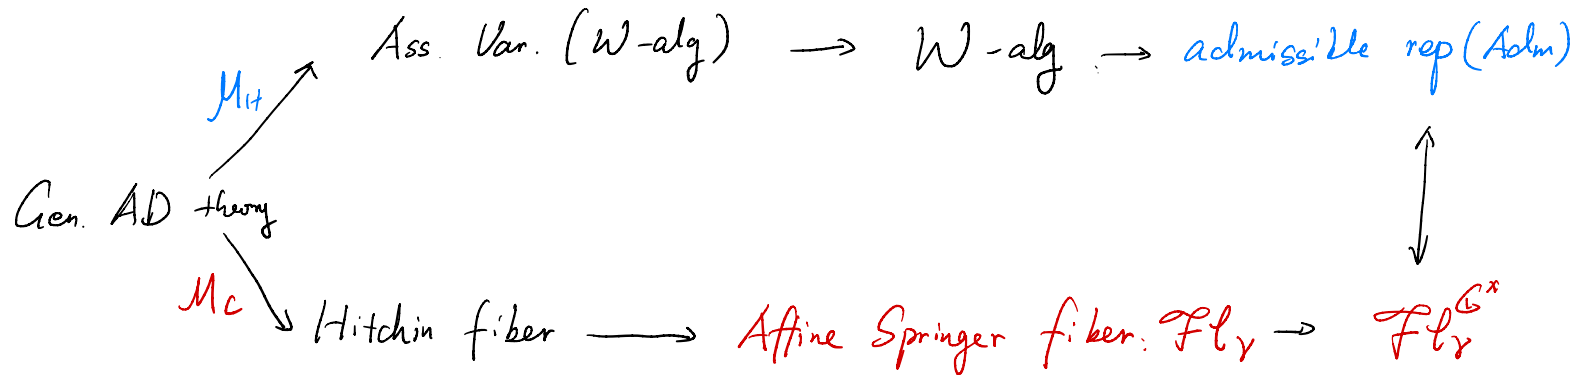 Ass. Var. (W-alg) → W-alg → admissible rep (Adm)
M_H
Gen. AD theory
M_C
Hitchin fiber → Affine Springer fiber: Fl_γ → Fl_γ^{ℂ^×}